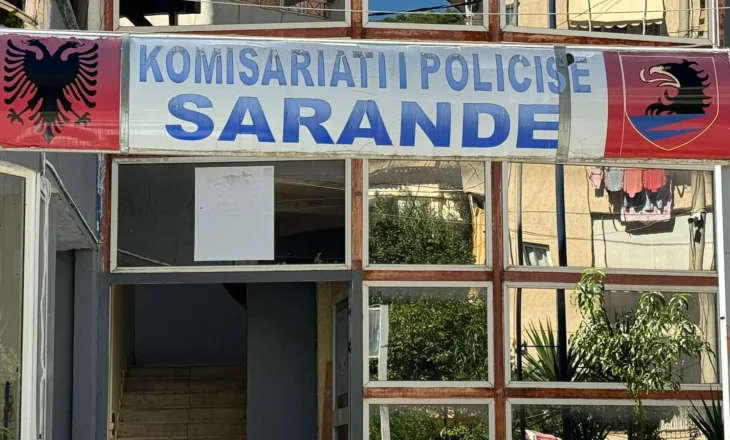 KOMISARIATI I POLICISE
SARANDE